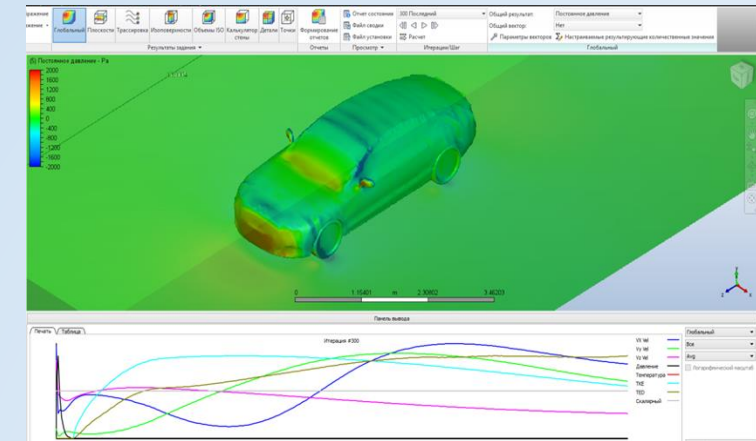 Глобальный Плоскости Трассировка Изоповерхности Объемы ISO Калькулятор стены Детали Точки Формирование отчетов
Отчет состояния
Файл сводки
Файл установки
300 Последний
Расчет
Общий результат: Постоянное давление
Общий вектор: Нет
Параметры векторов Настраиваемые результирующие количественные значения
Результаты задания Отчеты Просмотр Итерации/Шаг Глобальный
(5) Постоянное давление - Pa
2000
1600
1200
800
400
0
-400
-800
-1200
-1600
-2000
0 1.15401 m 2.30802 3.46203
Панель вывода
Печать Таблица
Итерация #300
Vx Vel
Vy Vel
Vz Vel
Давление
Температура
TKE
TED
Скалярный
Глобальный
Все
Avg
Логарифмический масштаб